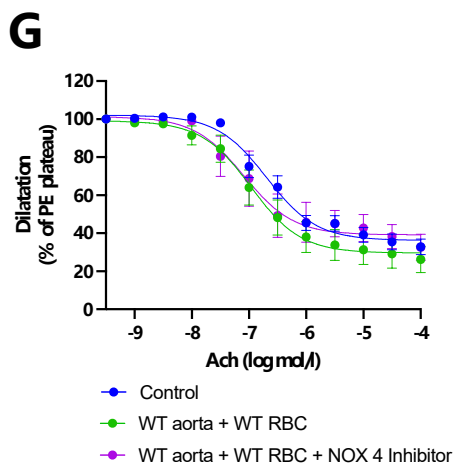 G
120
100
80
60
40
20
0
Dilatation
(% of PE plateau)
-9 -8 -7 -6 -5 -4
Ach (log mol/l)
Control
WT aorta + WT RBC
WT aorta + WT RBC + NOX 4 Inhibitor